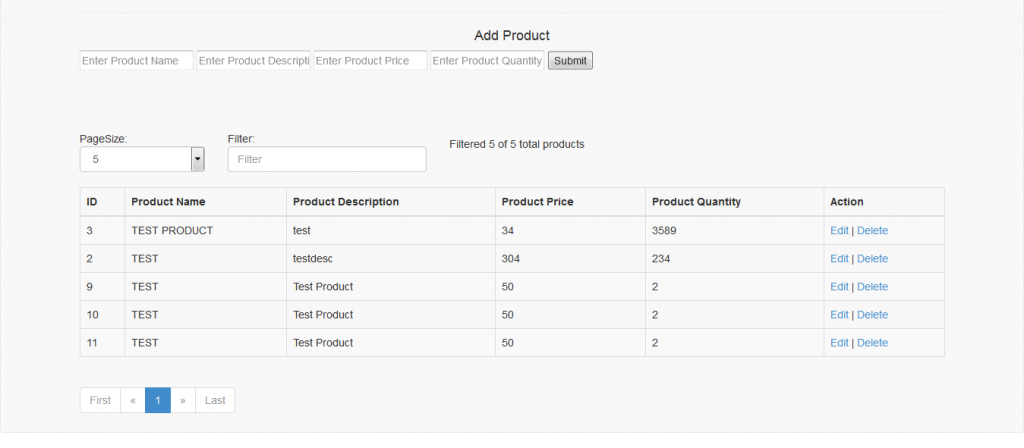 Add Product
Enter Product Name Enter Product Descripti Enter Product Price Enter Product Quantity Submit
PageSize: Filter:
Filtered 5 of 5 total products
5 Filter
ID Product Name Product Description Product Price Product Quantity Action
3 TEST PRODUCT test 34 3589 Edit | Delete
2 TEST testdesc 304 234 Edit | Delete
9 TEST Test Product 50 2 Edit | Delete
10 TEST Test Product 50 2 Edit | Delete
11 TEST Test Product 50 2 Edit | Delete
First « 1 » Last